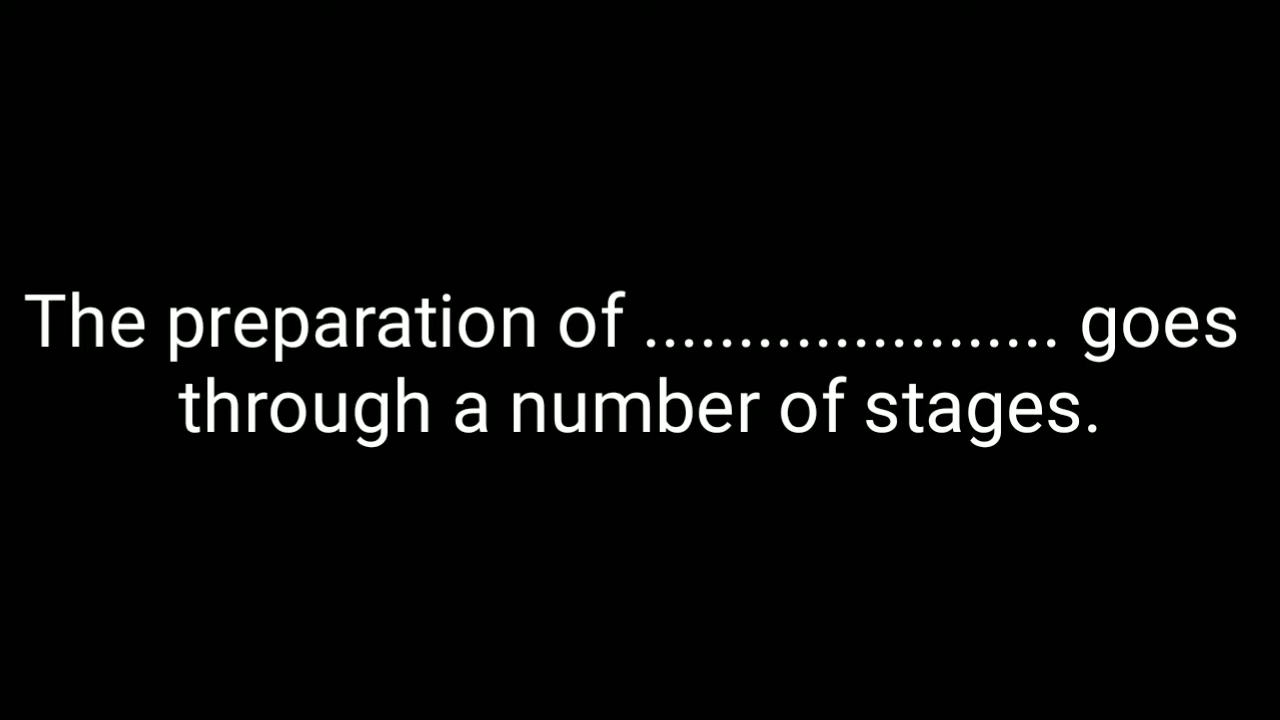 The preparation of ...................... goes
through a number of stages.